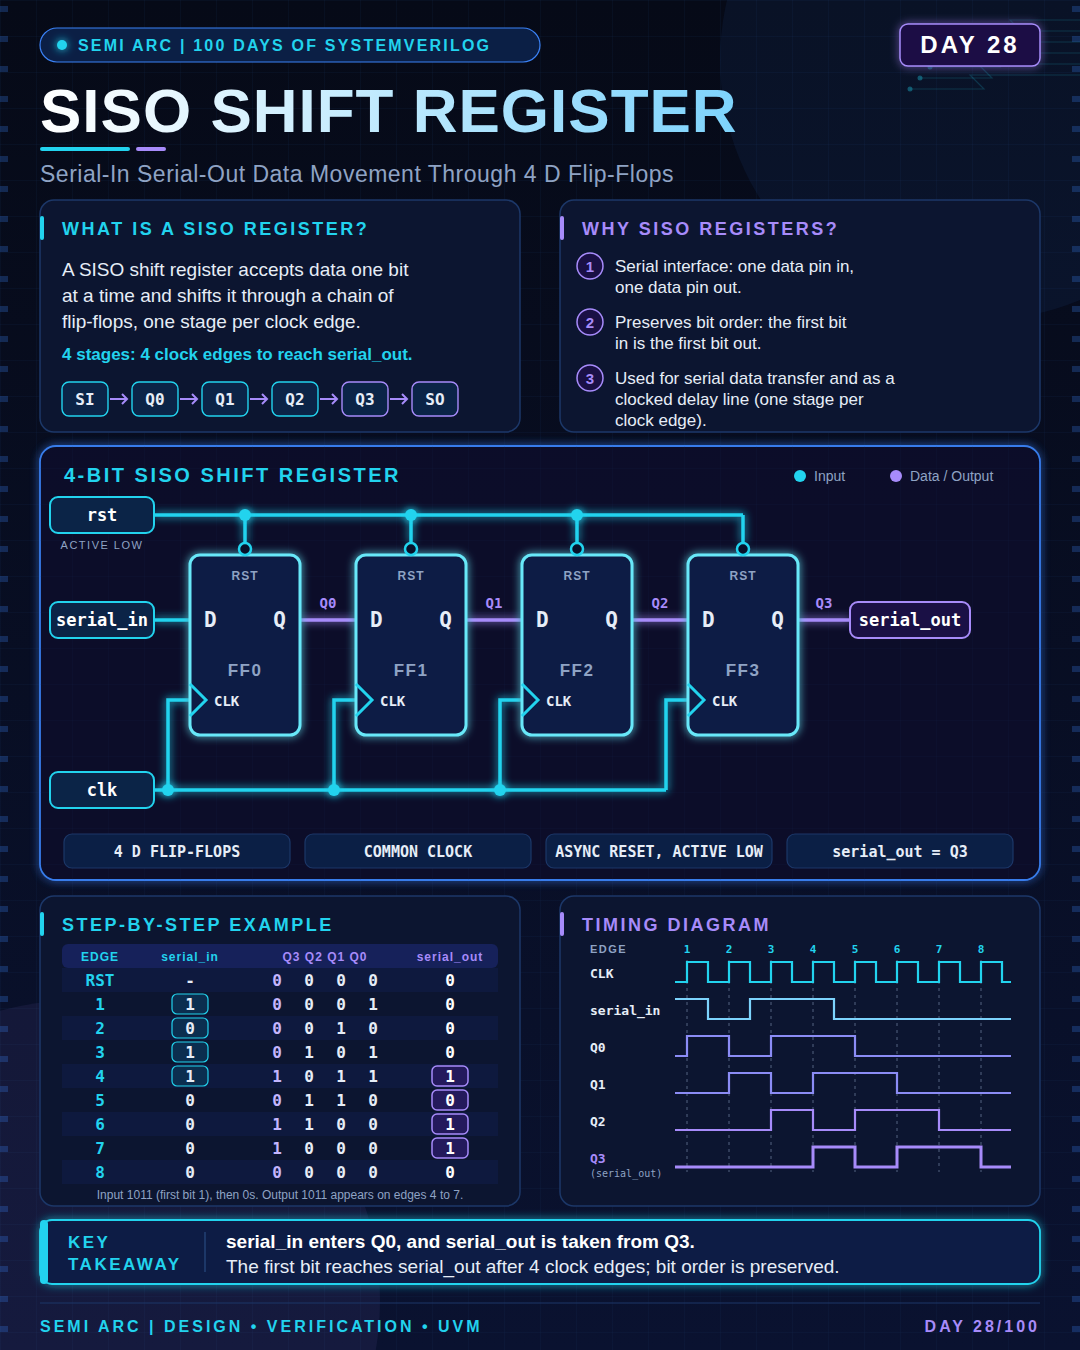 SEMI ARC | 100 DAYS OF SYSTEMVERILOG
DAY 28
SISO SHIFT REGISTER
Serial-In Serial-Out Data Movement Through 4 D Flip-Flops
WHAT IS A SISO REGISTER?
A SISO shift register accepts data one bit
at a time and shifts it through a chain of
flip-flops, one stage per clock edge.
4 stages: 4 clock edges to reach serial_out.
SI Q0 Q1 Q2 Q3 SO
WHY SISO REGISTERS?
1 Serial interface: one data pin in,
one data pin out.
2 Preserves bit order: the first bit
in is the first bit out.
3 Used for serial data transfer and as a
clocked delay line (one stage per
clock edge).
4-BIT SISO SHIFT REGISTER
Input Data / Output
rst
ACTIVE LOW
RST RST RST RST
Q0 Q1 Q2 Q3
serial_in D Q D Q D Q D Q serial_out
FF0 FF1 FF2 FF3
CLK CLK CLK CLK
clk
4 D FLIP-FLOPS COMMON CLOCK ASYNC RESET, ACTIVE LOW serial_out = Q3
STEP-BY-STEP EXAMPLE
EDGE serial_in Q3 Q2 Q1 Q0 serial_out
RST - 0 0 0 0 0
1 1 0 0 0 1 0
2 0 0 0 1 0 0
3 1 0 1 0 1 0
4 1 1 0 1 1 1
5 0 0 1 1 0 0
6 0 1 1 0 0 1
7 0 1 0 0 0 1
8 0 0 0 0 0 0
Input 1011 (first bit 1), then 0s. Output 1011 appears on edges 4 to 7.
TIMING DIAGRAM
EDGE 1 2 3 4 5 6 7 8
CLK
serial_in
Q0
Q1
Q2
Q3
(serial_out)
KEY
TAKEAWAY
serial_in enters Q0, and serial_out is taken from Q3.
The first bit reaches serial_out after 4 clock edges; bit order is preserved.
SEMI ARC | DESIGN • VERIFICATION • UVM
DAY 28/100